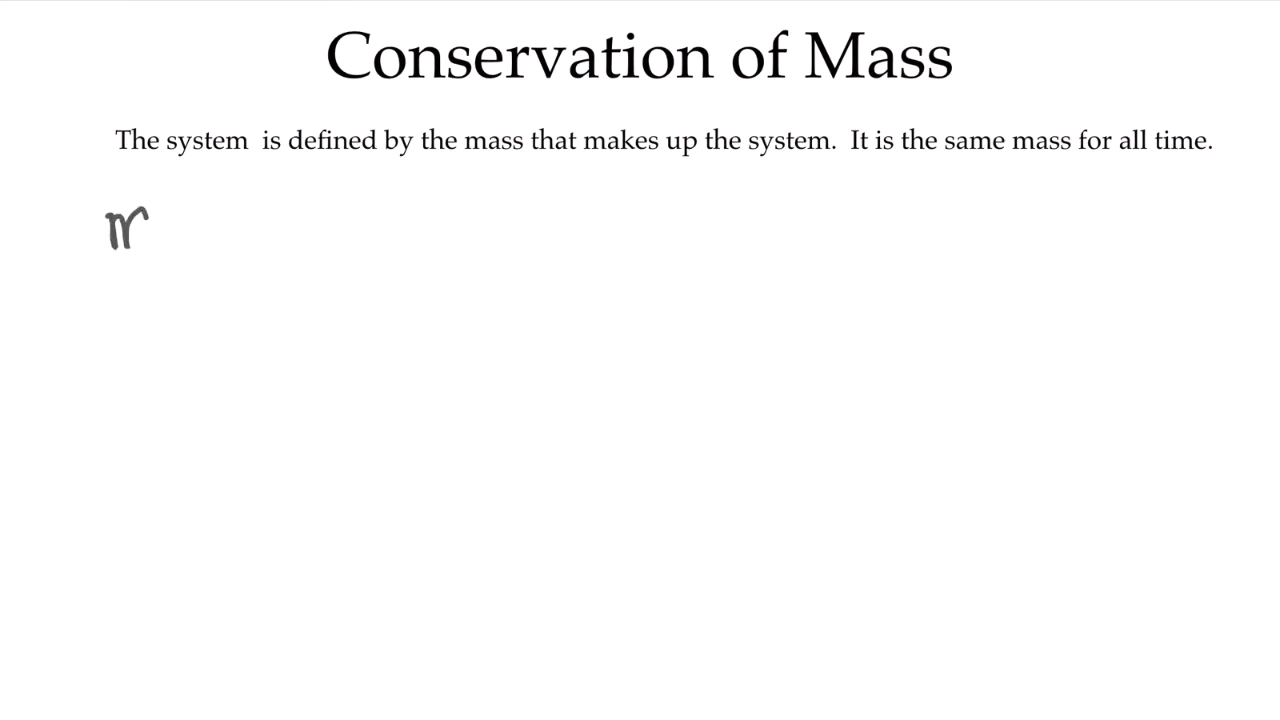 Conservation of Mass
The system is defined by the mass that makes up the system. It is the same mass for all time.